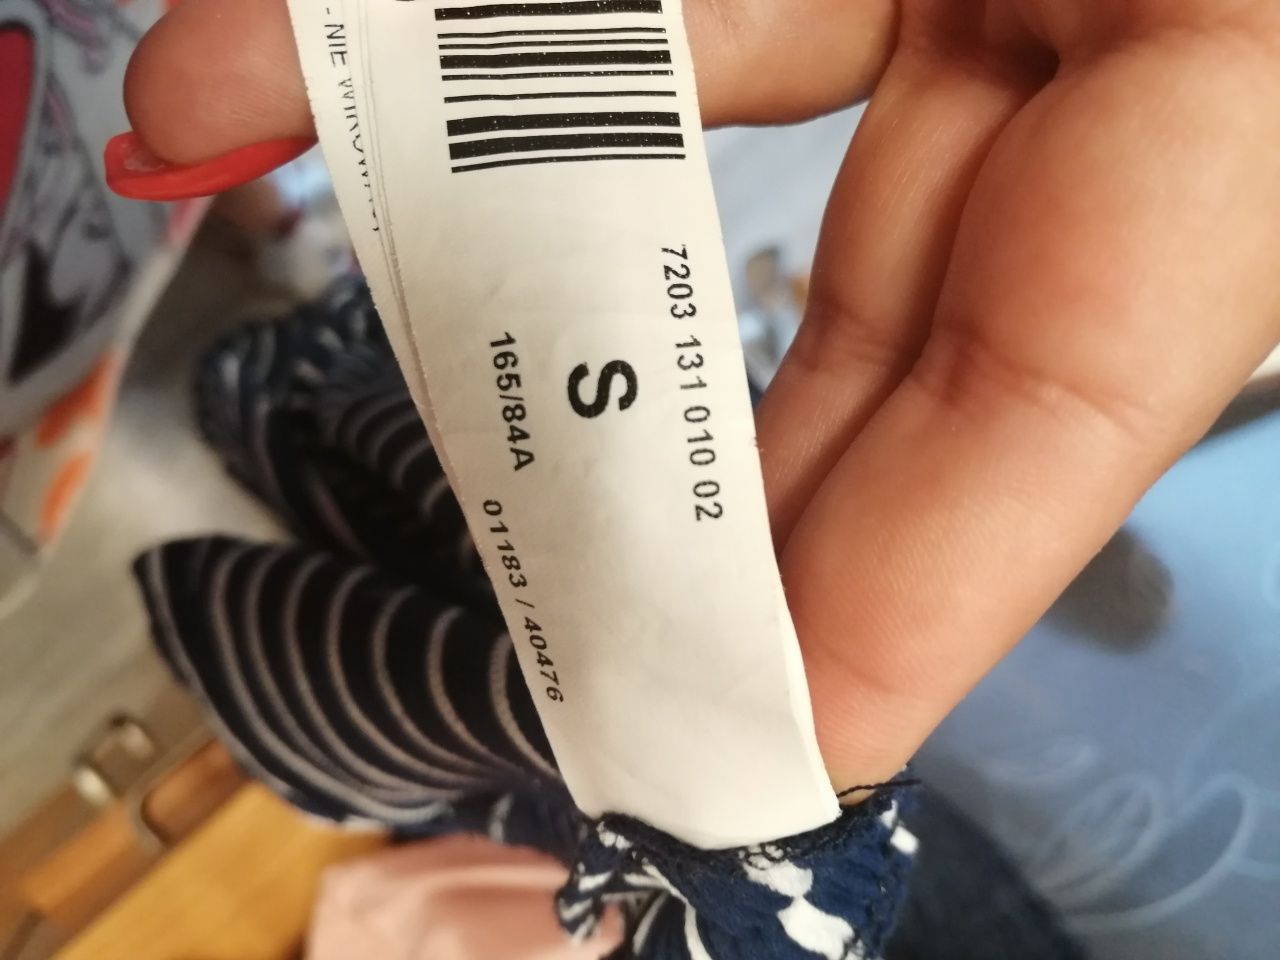 7203 131 010 02
S
165/84A
01183 / 40476
- NIE WIROWAĆ,